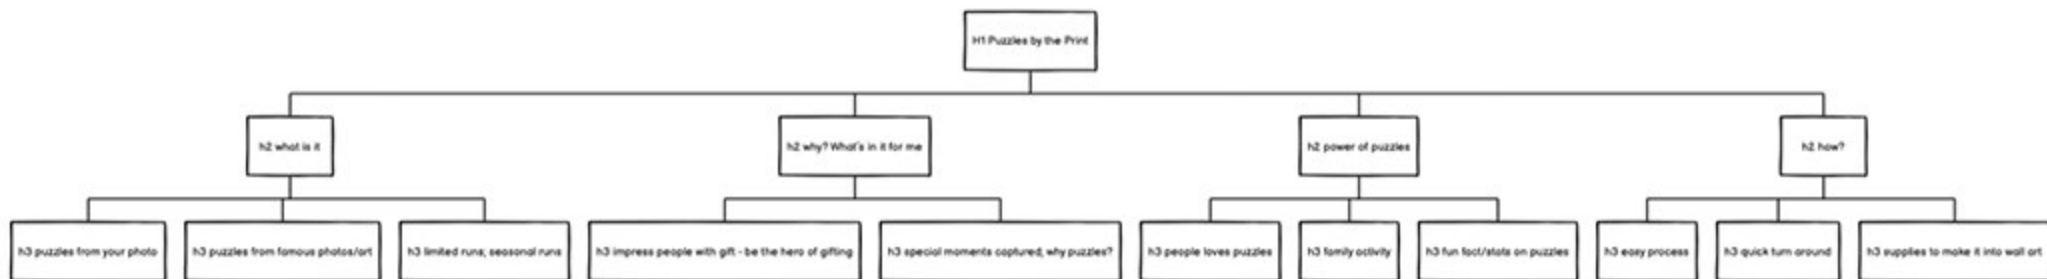 H1 Puzzles by the Print
h2 what is it
h2 why? What's in it for me
h2 power of puzzles
h2 how?
h3 puzzles from your photo
h3 puzzles from famous photos/art
h3 limited runs; seasonal runs
h3 impress people with gift - be the hero of gifting
h3 special moments captured; why puzzles?
h3 people loves puzzles
h3 family activity
h3 fun fact/stats on puzzles
h3 easy process
h3 quick turn around
h3 supplies to make it into wall art